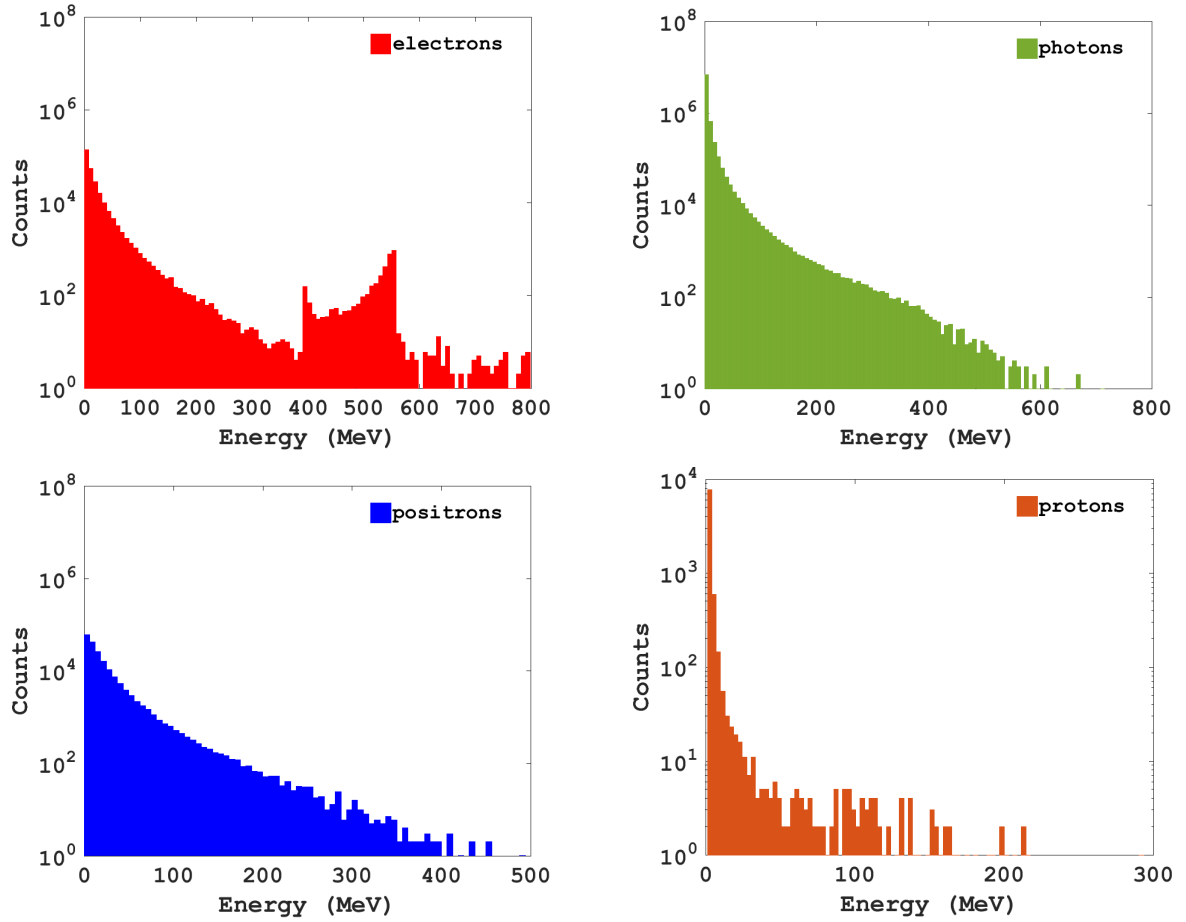 electrons
Counts
10^8
10^6
10^4
10^2
10^0
0 100 200 300 400 500 600 700 800
Energy (MeV)
photons
Counts
10^8
10^6
10^4
10^2
10^0
0 200 400 600 800
Energy (MeV)
positrons
Counts
10^8
10^6
10^4
10^2
10^0
0 100 200 300 400 500
Energy (MeV)
protons
Counts
10^4
10^3
10^2
10^1
10^0
0 100 200 300
Energy (MeV)